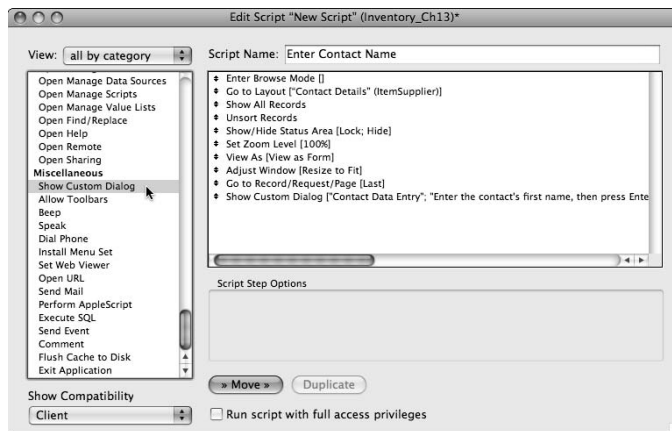 Edit Script "New Script" (Inventory_Ch13)*
View: all by category
Script Name: Enter Contact Name
Open Manage Data Sources
Open Manage Scripts
Open Manage Value Lists
Open Find/Replace
Open Help
Open Remote
Open Sharing
Miscellaneous
Show Custom Dialog
Allow Toolbars
Beep
Speak
Dial Phone
Install Menu Set
Set Web Viewer
Open URL
Send Mail
Perform AppleScript
Execute SQL
Send Event
Comment
Flush Cache to Disk
Exit Application
Show Compatibility
Client
Enter Browse Mode []
Go to Layout ["Contact Details" (ItemSupplier)]
Show All Records
Unsort Records
Show/Hide Status Area [Lock; Hide]
Set Zoom Level [100%]
View As [View as Form]
Adjust Window [Resize to Fit]
Go to Record/Request/Page [Last]
Show Custom Dialog ["Contact Data Entry"; "Enter the contact's first name, then press Ente
Script Step Options
» Move »
Duplicate
Run script with full access privileges